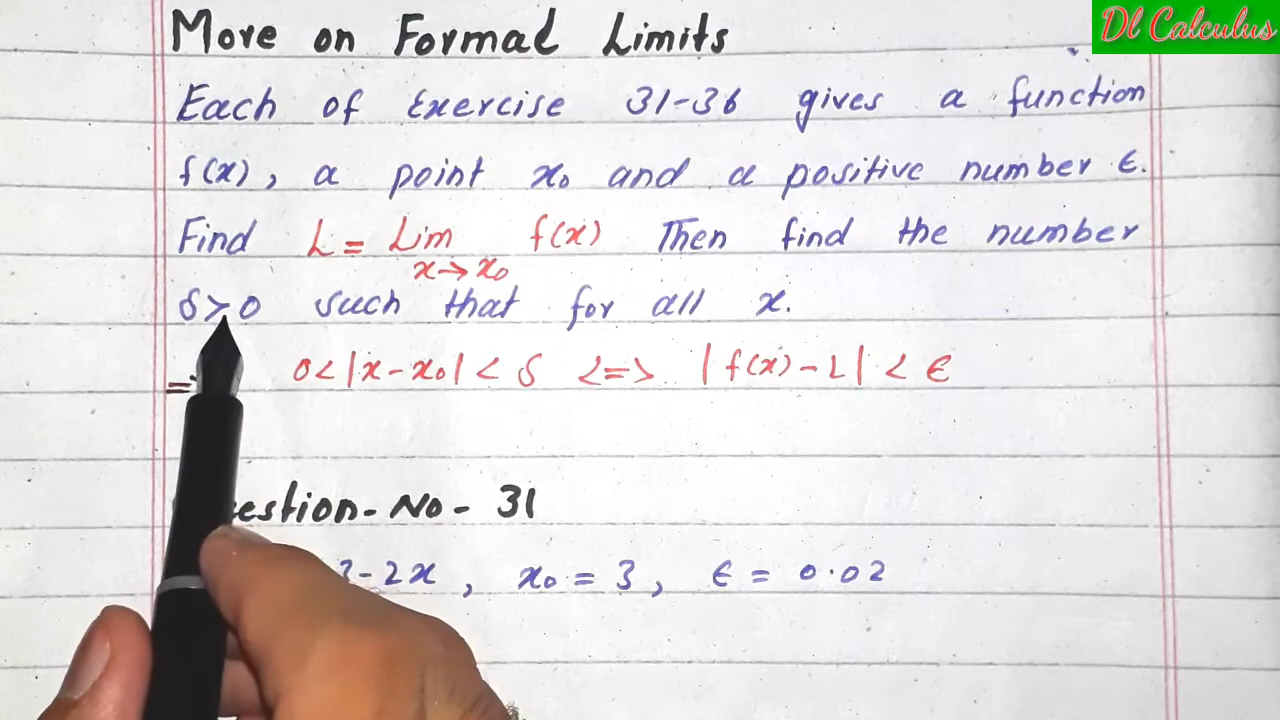 More on Formal Limits
Dl Calculus
Each of Exercise 31-36 gives a function
f(x), a point x₀ and a positive number ϵ.
Find L = Lim f(x) Then find the number
x→x₀
δ>0 such that for all x.
= 0<|x-x₀|<δ <=> |f(x)-L|<ϵ
No - 31
-2x, x₀ = 3, ϵ = 0.02